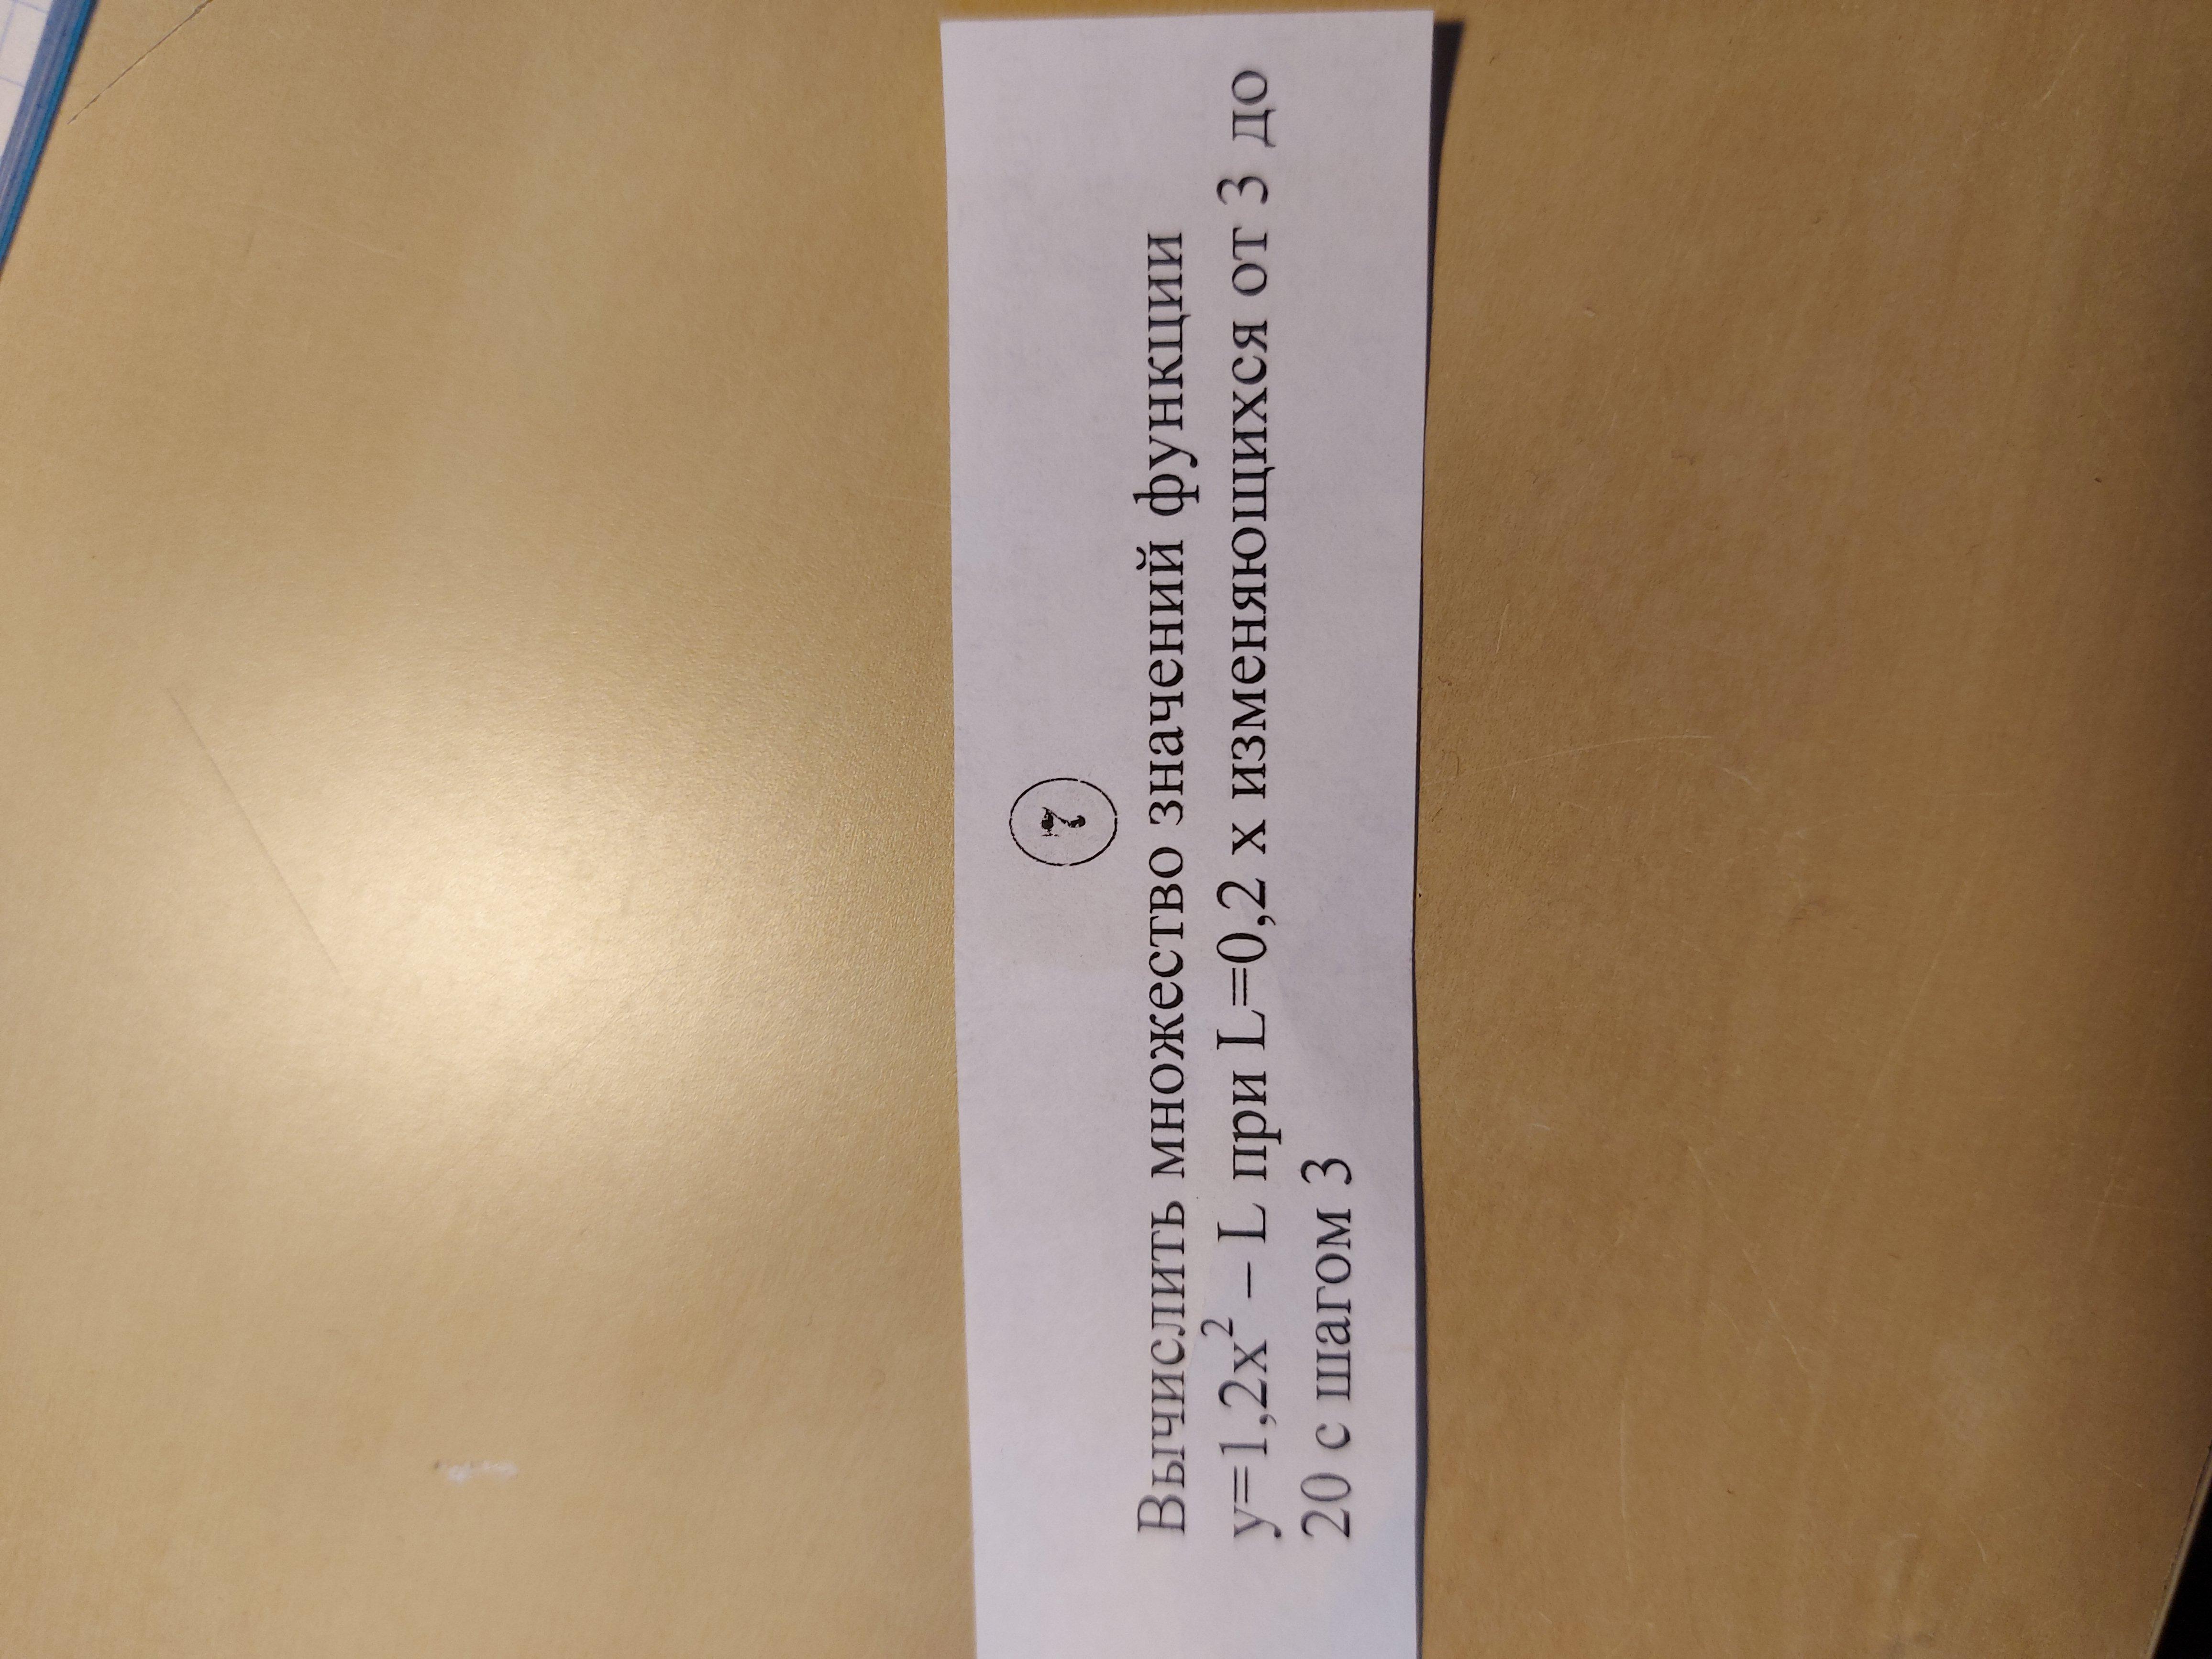 Вычислить множество значений функции
y=1,2x² – L при L=0,2 x изменяющихся от 3 до
20 с шагом 3